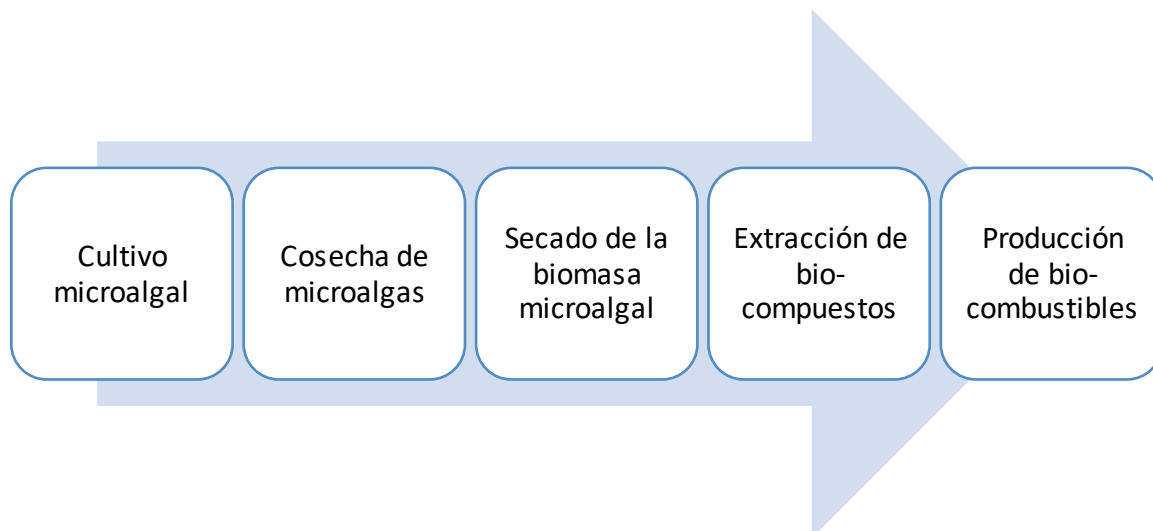 Cultivo
microalgal
Cosecha de
microalgas
Secado de la
biomasa
microalgal
Extracción de
bio-
compuestos
Producción
de bio-
combustibles